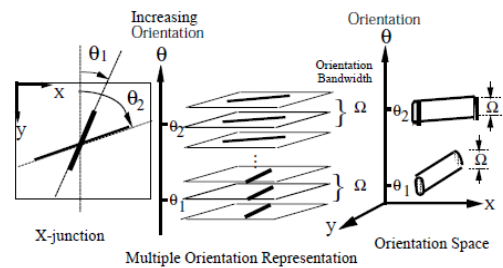 Increasing
Orientation
θ
θ1
θ2
x
y
X-junction
θ2
θ1
⋮
Ω
Ω
Multiple Orientation Representation
Orientation
θ
Orientation
Bandwidth
θ2
θ1
Ω
Ω
x
y
Orientation Space